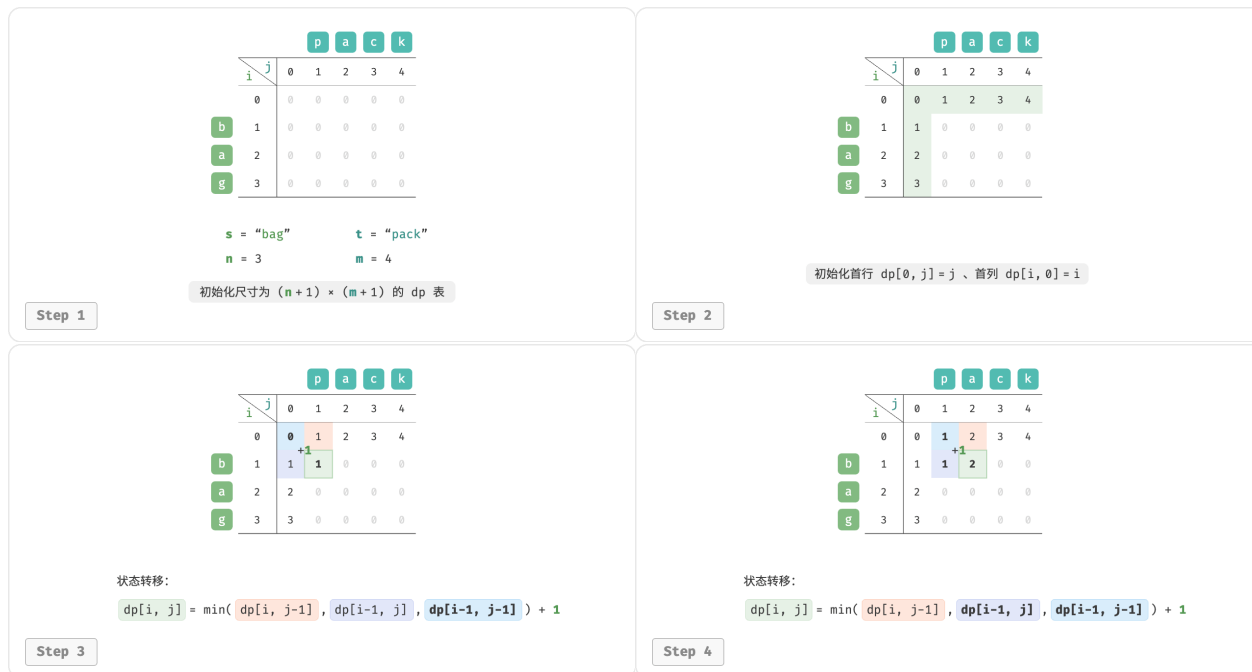 p a c k
j
i
0 1 2 3 4
0 0 0 0 0 0
b 1 0 0 0 0 0
a 2 0 0 0 0 0
g 3 0 0 0 0 0
s = “bag” t = “pack”
n = 3 m = 4
初始化尺寸为 (n + 1) × (m + 1) 的 dp 表
Step 1
p a c k
j
i
0 1 2 3 4
0 0 1 2 3 4
b 1 1 0 0 0 0
a 2 2 0 0 0 0
g 3 3 0 0 0 0
初始化首行 dp[0, j] = j 、首列 dp[i, 0] = i
Step 2
p a c k
j
i
0 1 2 3 4
0 0 1 2 3 4
+1
b 1 1 1 0 0 0
a 2 2 0 0 0 0
g 3 3 0 0 0 0
状态转移：
dp[i, j] = min( dp[i, j-1] , dp[i-1, j] , dp[i-1, j-1] ) + 1
Step 3
p a c k
j
i
0 1 2 3 4
0 0 1 2 3 4
+1
b 1 1 1 2 0 0
a 2 2 0 0 0 0
g 3 3 0 0 0 0
状态转移：
dp[i, j] = min( dp[i, j-1] , dp[i-1, j] , dp[i-1, j-1] ) + 1
Step 4